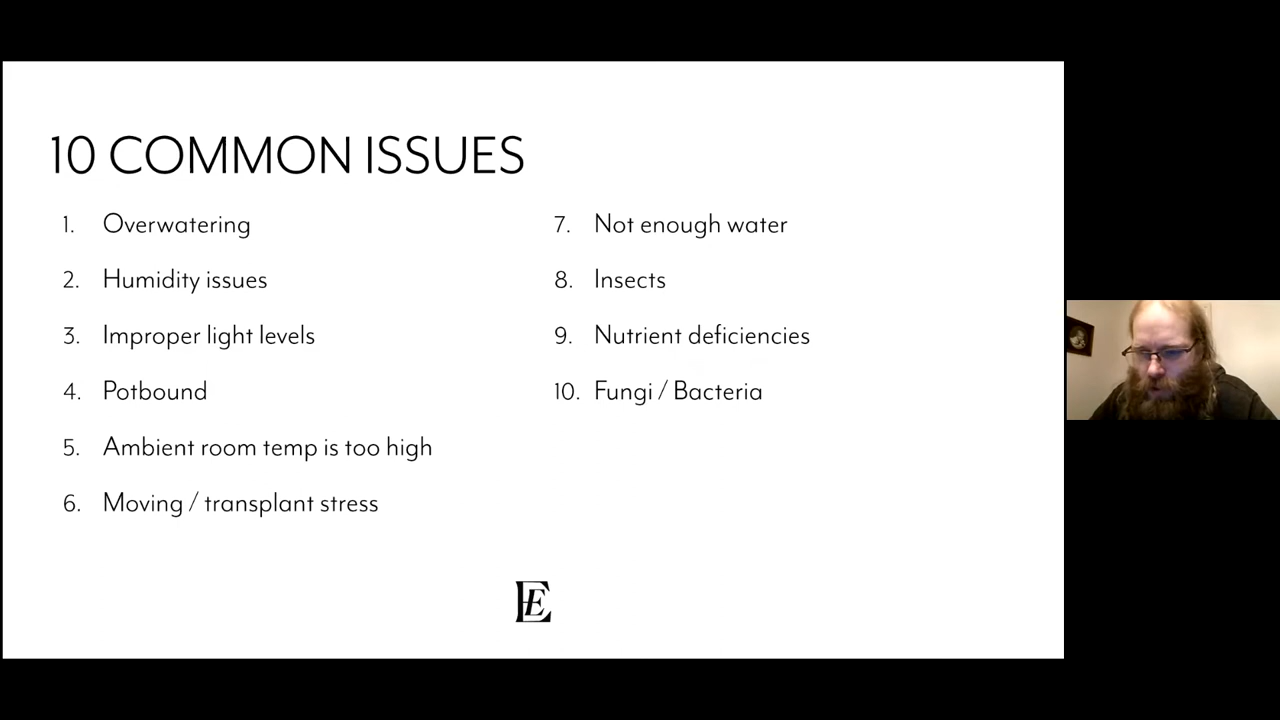 10 COMMON ISSUES
1. Overwatering
2. Humidity issues
3. Improper light levels
4. Potbound
5. Ambient room temp is too high
6. Moving / transplant stress
7. Not enough water
8. Insects
9. Nutrient deficiencies
10. Fungi / Bacteria
E